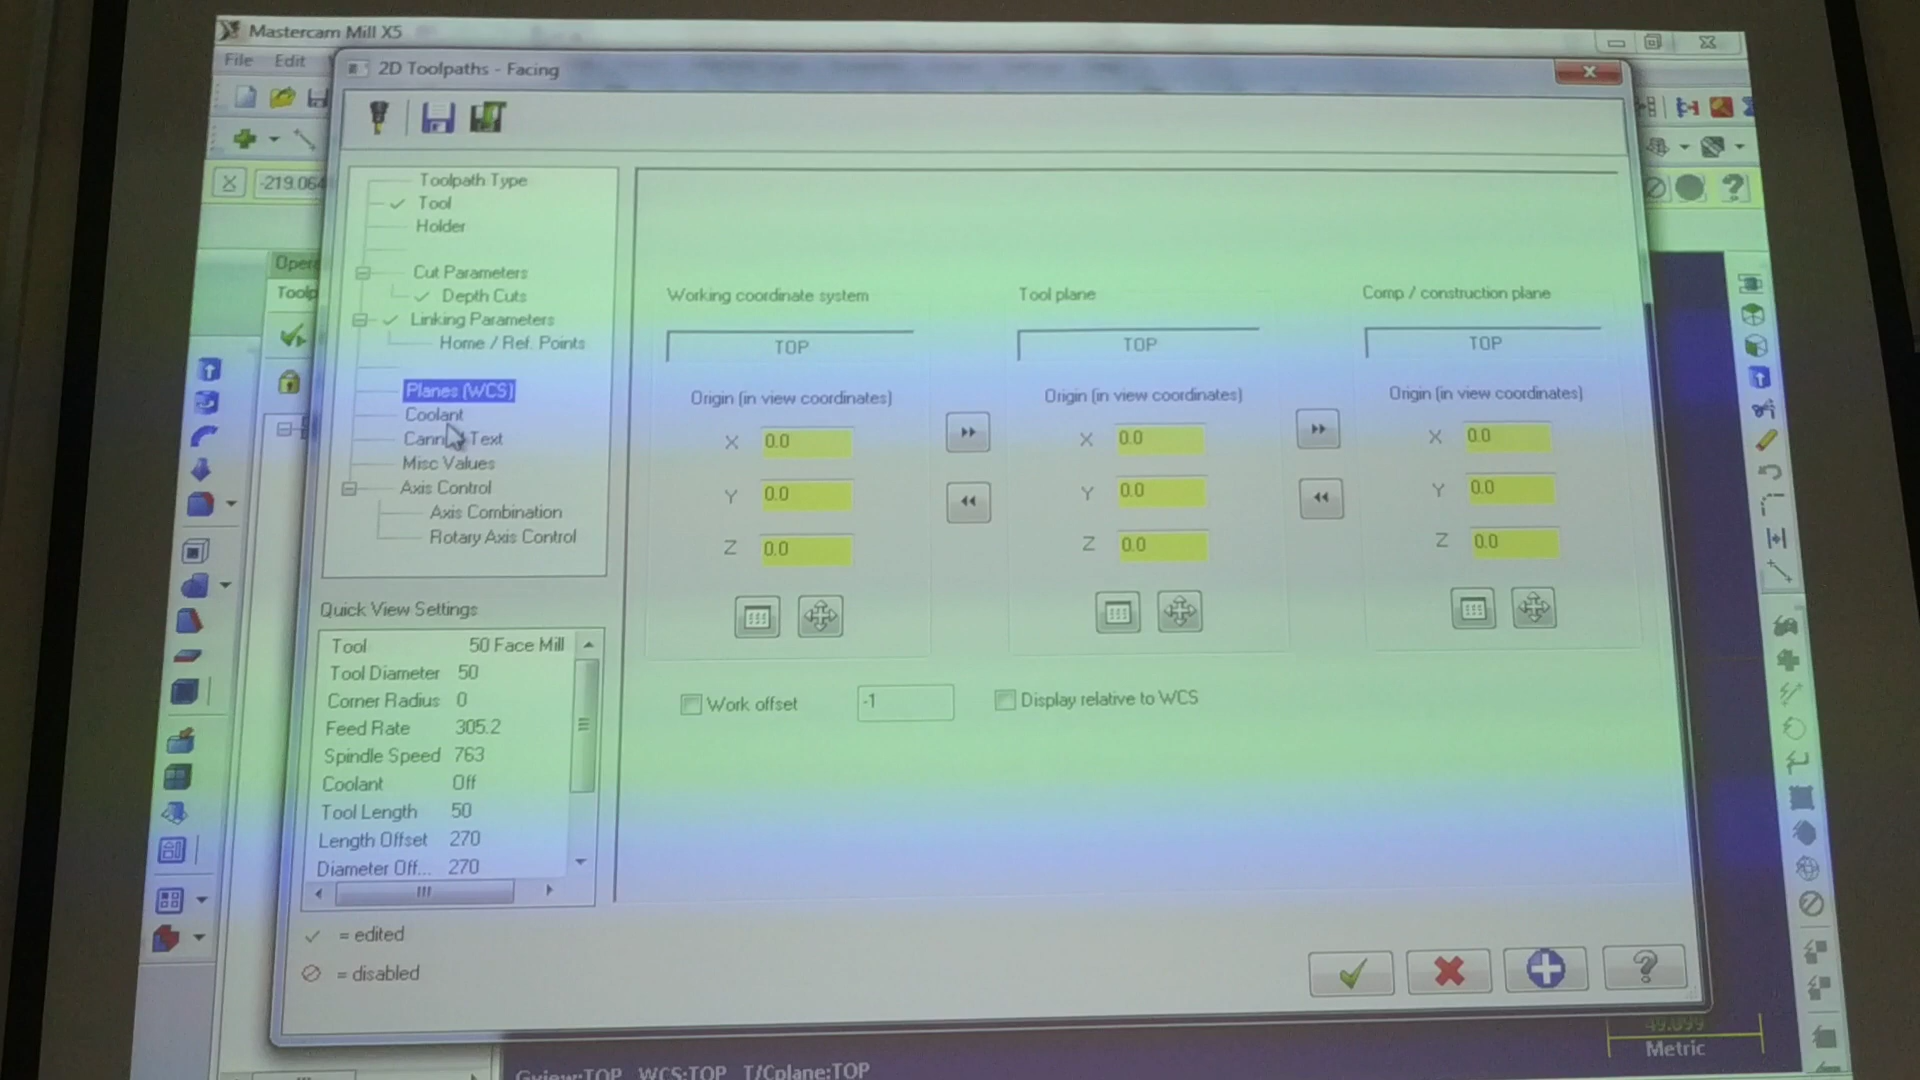 Mastercam Mill X5
File Edit
2D Toolpaths - Facing
-219.064
Toolpath Type
Tool
Holder
Cut Parameters
Depth Cuts
Linking Parameters
Home / Ref. Points
Planes (WCS)
Coolant
Misc Values
Axis Control
Axis Combination
Rotary Axis Control
Working coordinate system
TOP
Origin (in view coordinates)
X 0.0
Y 0.0
Z 0.0
Tool plane
TOP
Origin (in view coordinates)
X 0.0
Y 0.0
Z 0.0
Comp / construction plane
TOP
Origin (in view coordinates)
X 0.0
Y 0.0
Z 0.0
Work offset -1
Display relative to WCS
Quick View Settings
Tool 50 Face Mill
Tool Diameter 50
Corner Radius 0
Feed Rate 305.2
Spindle Speed 763
Coolant Off
Tool Length 50
Length Offset 270
Diameter Off... 270
= edited
= disabled
49.099
Metric
Gview:TOP WCS:TOP T/Cplane:TOP